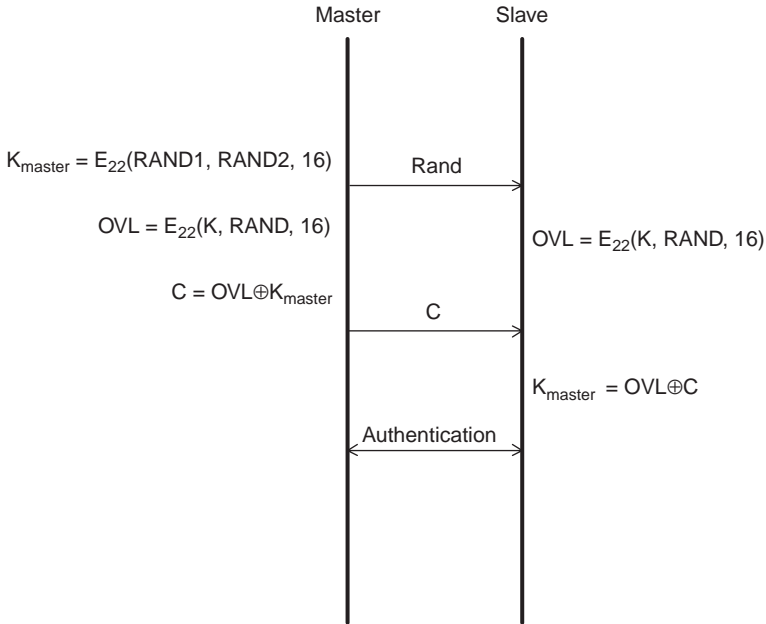 Master
Slave
K_master = E_22(RAND1, RAND2, 16)
Rand
OVL = E_22(K, RAND, 16)
OVL = E_22(K, RAND, 16)
C = OVL⊕K_master
C
K_master = OVL⊕C
Authentication